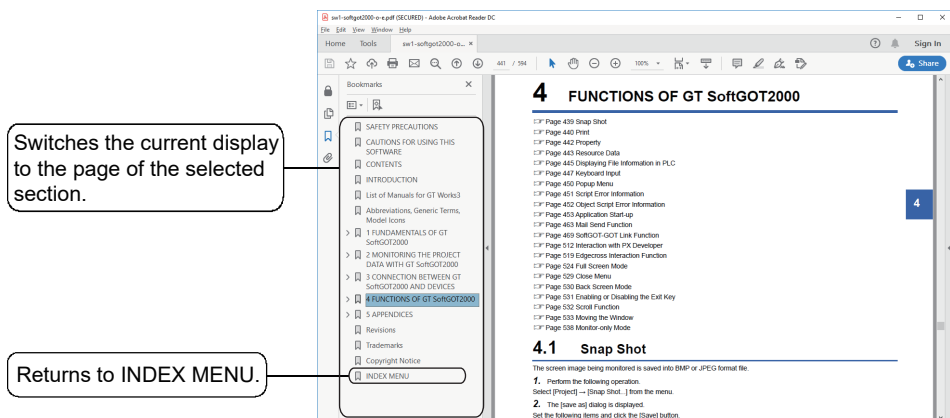 sw1-softgot2000-o-e.pdf (SECURED) - Adobe Acrobat Reader DC
File Edit View Window Help
Home Tools sw1-softgot2000-o... × Sign In
441 / 594 100% Share
Bookmarks ×
SAFETY PRECAUTIONS
CAUTIONS FOR USING THIS
SOFTWARE
CONTENTS
INTRODUCTION
List of Manuals for GT Works3
Abbreviations, Generic Terms,
Model Icons
1 FUNDAMENTALS OF GT
SoftGOT2000
2 MONITORING THE PROJECT
DATA WITH GT SoftGOT2000
3 CONNECTION BETWEEN GT
SoftGOT2000 AND DEVICES
4 FUNCTIONS OF GT SoftGOT2000
5 APPENDICES
Revisions
Trademarks
Copyright Notice
INDEX MENU
Switches the current display
to the page of the selected
section.
Returns to INDEX MENU.
4 FUNCTIONS OF GT SoftGOT2000
Page 439 Snap Shot
Page 440 Print
Page 442 Property
Page 443 Resource Data
Page 445 Displaying File Information in PLC
Page 447 Keyboard Input
Page 450 Popup Menu
Page 451 Script Error Information
Page 452 Object Script Error Information
Page 453 Application Start-up
Page 463 Mail Send Function
Page 469 SoftGOT-GOT Link Function
Page 512 Interaction with PX Developer
Page 519 Edgecross Interaction Function
Page 524 Full Screen Mode
Page 529 Close Menu
Page 530 Back Screen Mode
Page 531 Enabling or Disabling the Exit Key
Page 532 Scroll Function
Page 533 Moving the Window
Page 538 Monitor-only Mode
4
4.1 Snap Shot
The screen image being monitored is saved into BMP or JPEG format file.
1. Perform the following operation.
Select [Project] → [Snap Shot...] from the menu.
2. The [save as] dialog is displayed.
Set the following items and click the [Save] button.